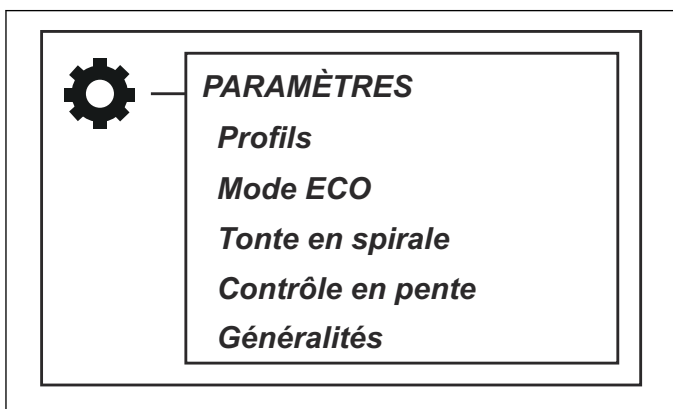 PARAMÈTRES
Profils
Mode ECO
Tonte en spirale
Contrôle en pente
Généralités